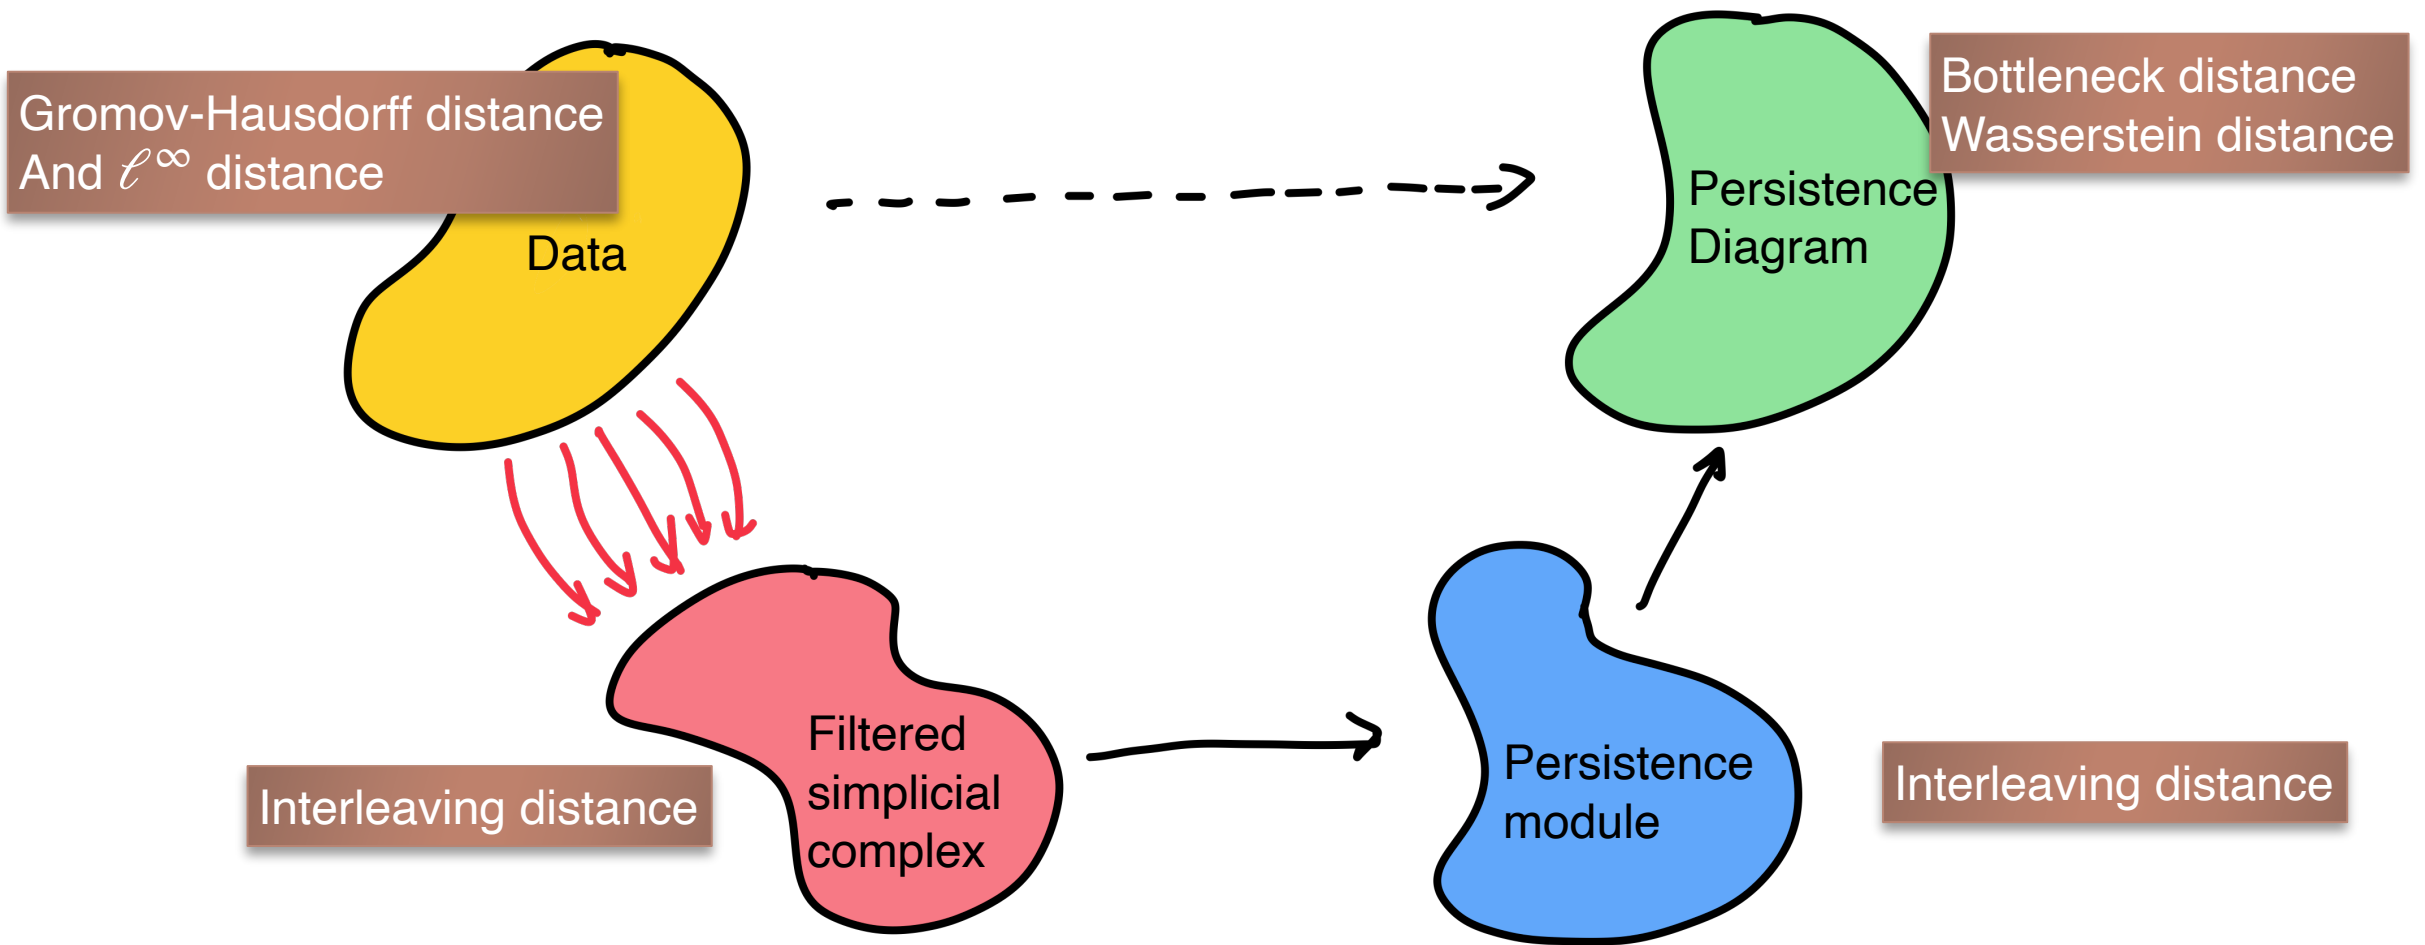 Gromov-Hausdorff distance
And ℓ∞ distance
Data
Bottleneck distance
Wasserstein distance
Persistence
Diagram
Filtered
simplicial
complex
Interleaving distance
Persistence
module
Interleaving distance